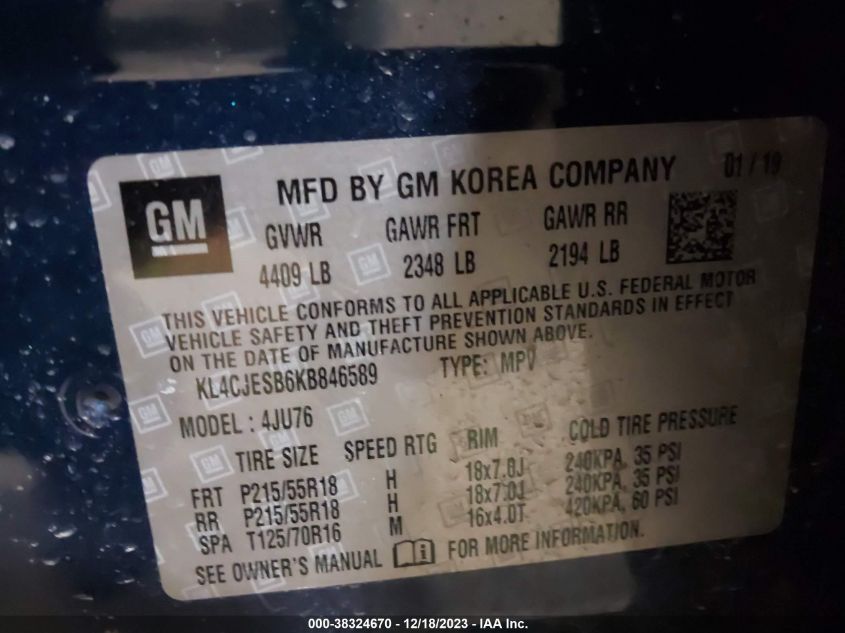 MFD BY GM KOREA COMPANY 01 / 19
GM
GVWR GAWR FRT GAWR RR
4409 LB 2348 LB 2194 LB
THIS VEHICLE CONFORMS TO ALL APPLICABLE U.S. FEDERAL MOTOR
VEHICLE SAFETY AND THEFT PREVENTION STANDARDS IN EFFECT
ON THE DATE OF MANUFACTURE SHOWN ABOVE.
KL4CJESB6KB846589 TYPE: MPV
MODEL: 4JU76
TIRE SIZE SPEED RTG RIM COLD TIRE PRESSURE
FRT P215/55R18 H 18x7.0J 240KPA, 35 PSI
RR P215/55R18 H 18x7.0J 240KPA, 35 PSI
SPA T125/70R16 M 16x4.0T 420KPA, 60 PSI
SEE OWNER'S MANUAL FOR MORE INFORMATION.
000-38324670 - 12/18/2023 - IAA Inc.